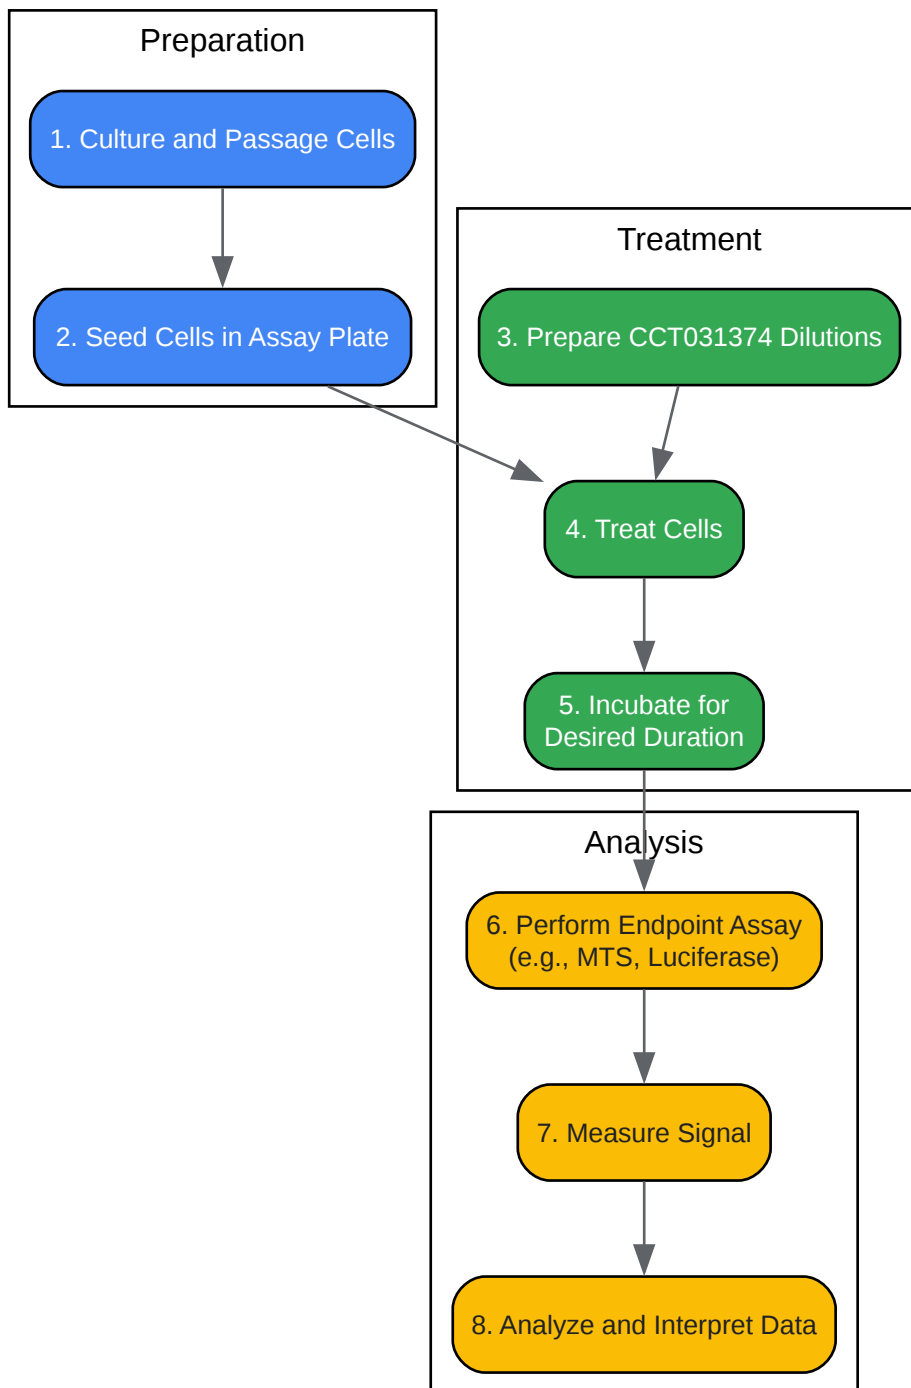 Preparation
1. Culture and Passage Cells
2. Seed Cells in Assay Plate
Treatment
3. Prepare CCT031374 Dilutions
4. Treat Cells
5. Incubate for
Desired Duration
Analysis
6. Perform Endpoint Assay
(e.g., MTS, Luciferase)
7. Measure Signal
8. Analyze and Interpret Data